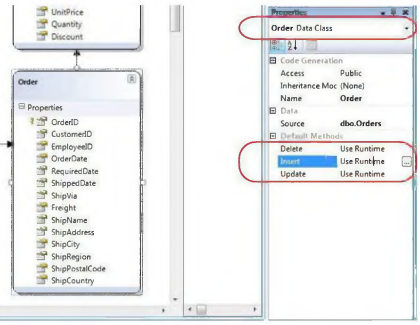 UnitPrice
Quantity
Discount
Order
Properties
OrderID
CustomerID
EmployeeID
OrderDate
RequiredDate
ShippedDate
ShipVia
Freight
ShipName
ShipAddress
ShipCity
ShipRegion
ShipPostalCode
ShipCountry
Properties
Order Data Class
Code Generation
Access Public
Inheritance Moc (None)
Name Order
Data
Source dbo.Orders
Default Methods
Delete Use Runtime
Insert Use Runtime ...
Update Use Runtime